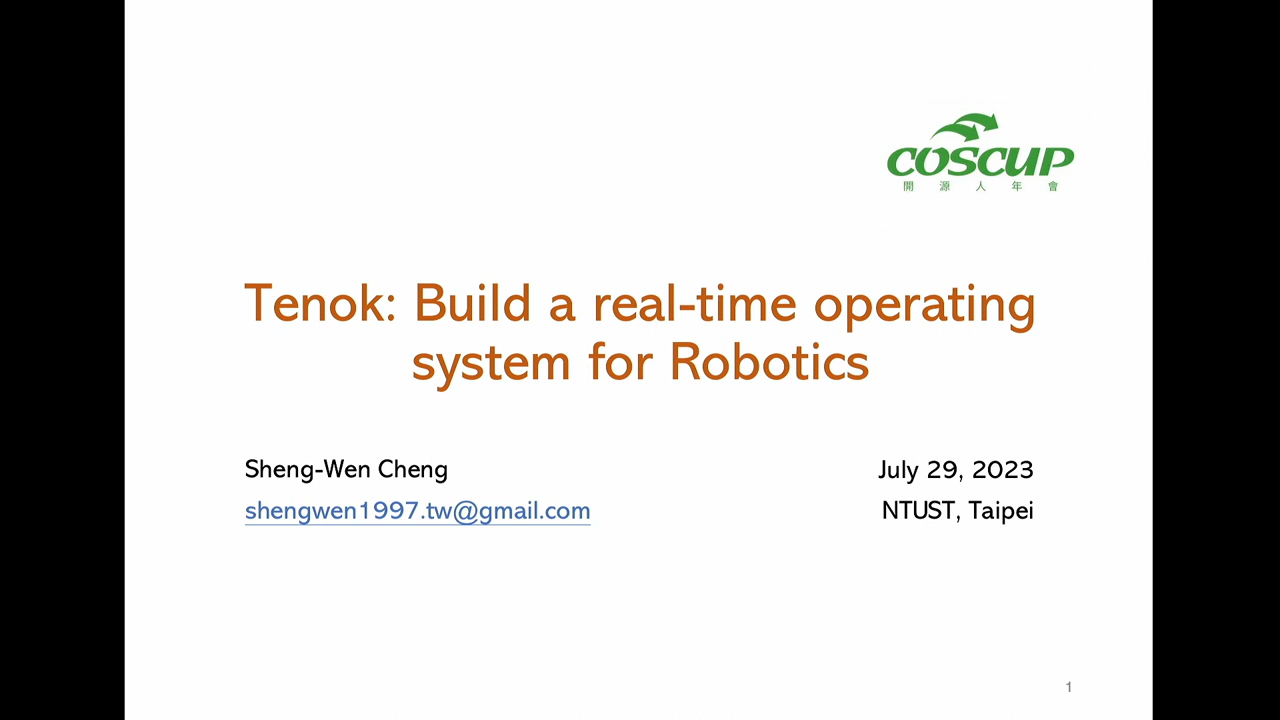 COSCUP
開源人年會
Tenok: Build a real-time operating
system for Robotics
Sheng-Wen Cheng
July 29, 2023
shengwen1997.tw@gmail.com
NTUST, Taipei
1